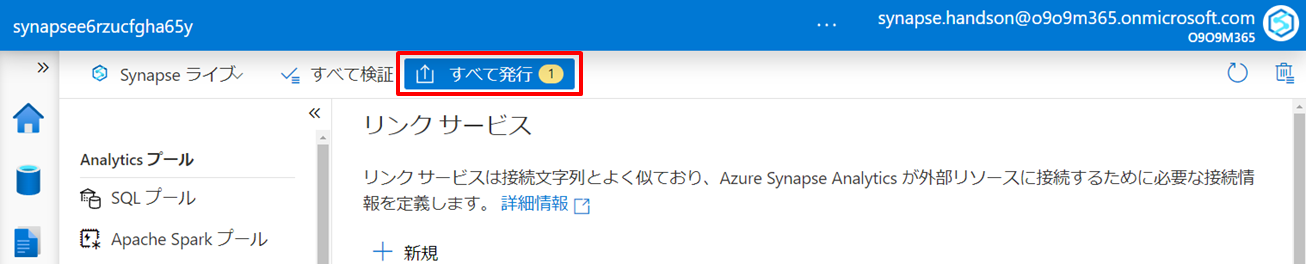 synapsee6rzucfgha65y
...
synapse.handson@o9o9m365.onmicrosoft.com
O9O9M365
Synapse ライブ
すべて検証
すべて発行 1
リンク サービス
リンク サービスは接続文字列とよく似ており、Azure Synapse Analytics が外部リソースに接続するために必要な接続情
報を定義します。 詳細情報
新規
Analytics プール
SQL プール
Apache Spark プール